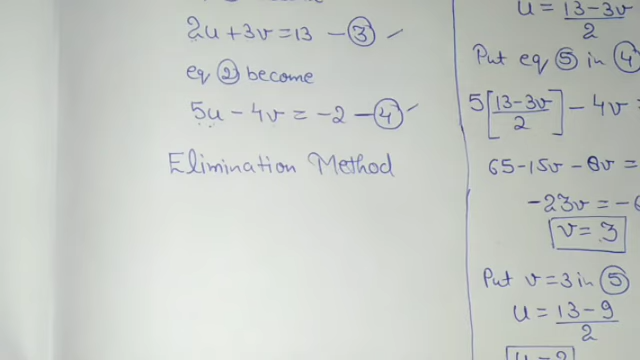 2u + 3v = 13 – ③
eq ② become
5u – 4v = –2 – ④
Elimination Method
u = 13–3v / 2
Put eq ⑤ in ④
5[13–3v / 2] – 4v =
65–15v – 8v =
–23v =
v = 3
Put v = 3 in ⑤
u = 13–9 / 2